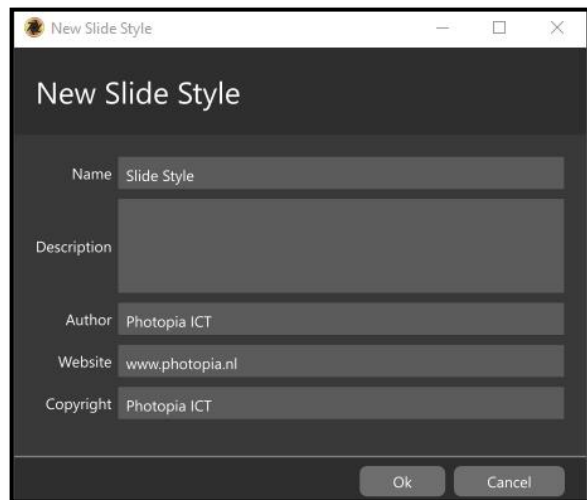 New Slide Style
New Slide Style
Name Slide Style
Description
Author Photopia ICT
Website www.photopia.nl
Copyright Photopia ICT
Ok Cancel